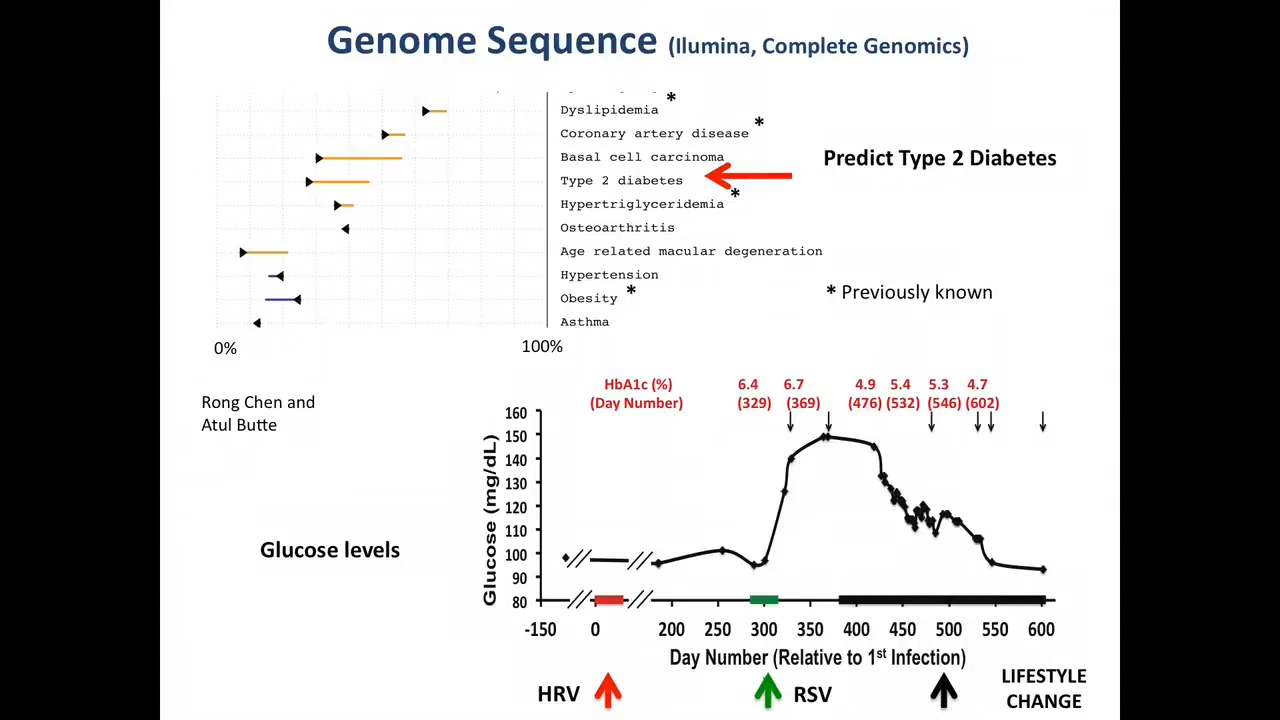 Genome Sequence (Ilumina, Complete Genomics)
Dyslipidemia *
Coronary artery disease *
Basal cell carcinoma
Type 2 diabetes
Hypertriglyceridemia *
Osteoarthritis
Age related macular degeneration
Hypertension
Obesity *
Asthma
Predict Type 2 Diabetes
* Previously known
0% 100%
Rong Chen and
Atul Butte
HbA1c (%) 6.4 6.7 4.9 5.4 5.3 4.7
(Day Number) (329) (369) (476) (532) (546) (602)
Glucose levels
Glucose (mg/dL)
160
150
140
130
120
110
100
90
80
-150 0 200 250 300 350 400 450 500 550 600
Day Number (Relative to 1st Infection)
HRV RSV LIFESTYLE
CHANGE